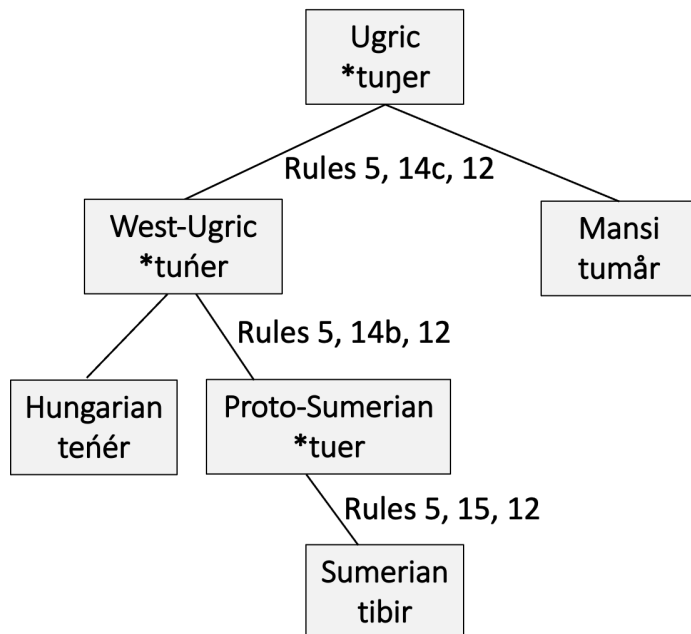 Ugric
*tuŋer
Rules 5, 14c, 12
West-Ugric
*tuńer
Mansi
tumår
Rules 5, 14b, 12
Hungarian
teńér
Proto-Sumerian
*tuer
Rules 5, 15, 12
Sumerian
tibir